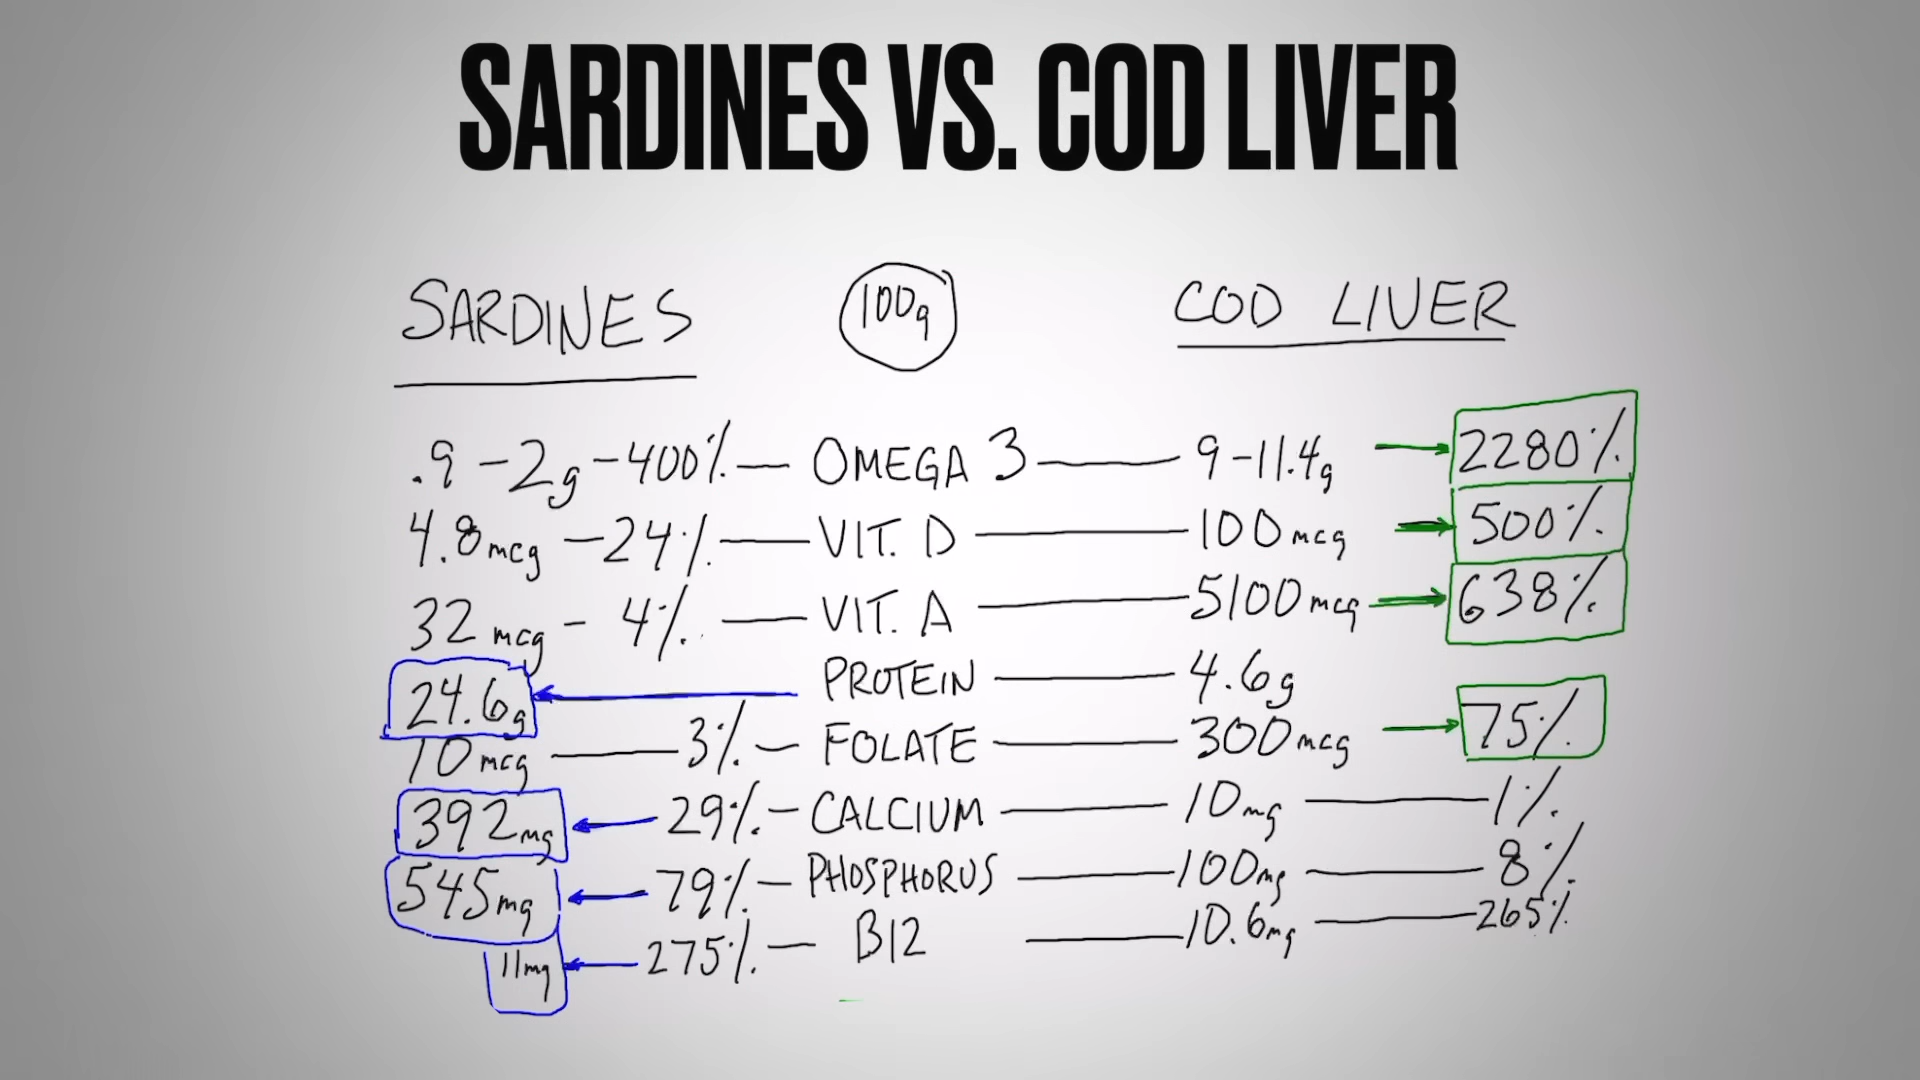 SARDINES VS. COD LIVER
SARDINES 100g COD LIVER
.9-2g-400% OMEGA 3 9-11.4g 2280%
4.8mcg-24% VIT. D 100mcg 500%
32 mcg - 4% VIT. A 5100mcg 638%
24.6g PROTEIN 4.6g
10mcg 3% FOLATE 300mcg 75%
392mg 29% CALCIUM 10mg 1%
545mg 79% PHOSPHORUS 100mg 8%
11mg 275% B12 10.6mg 265%